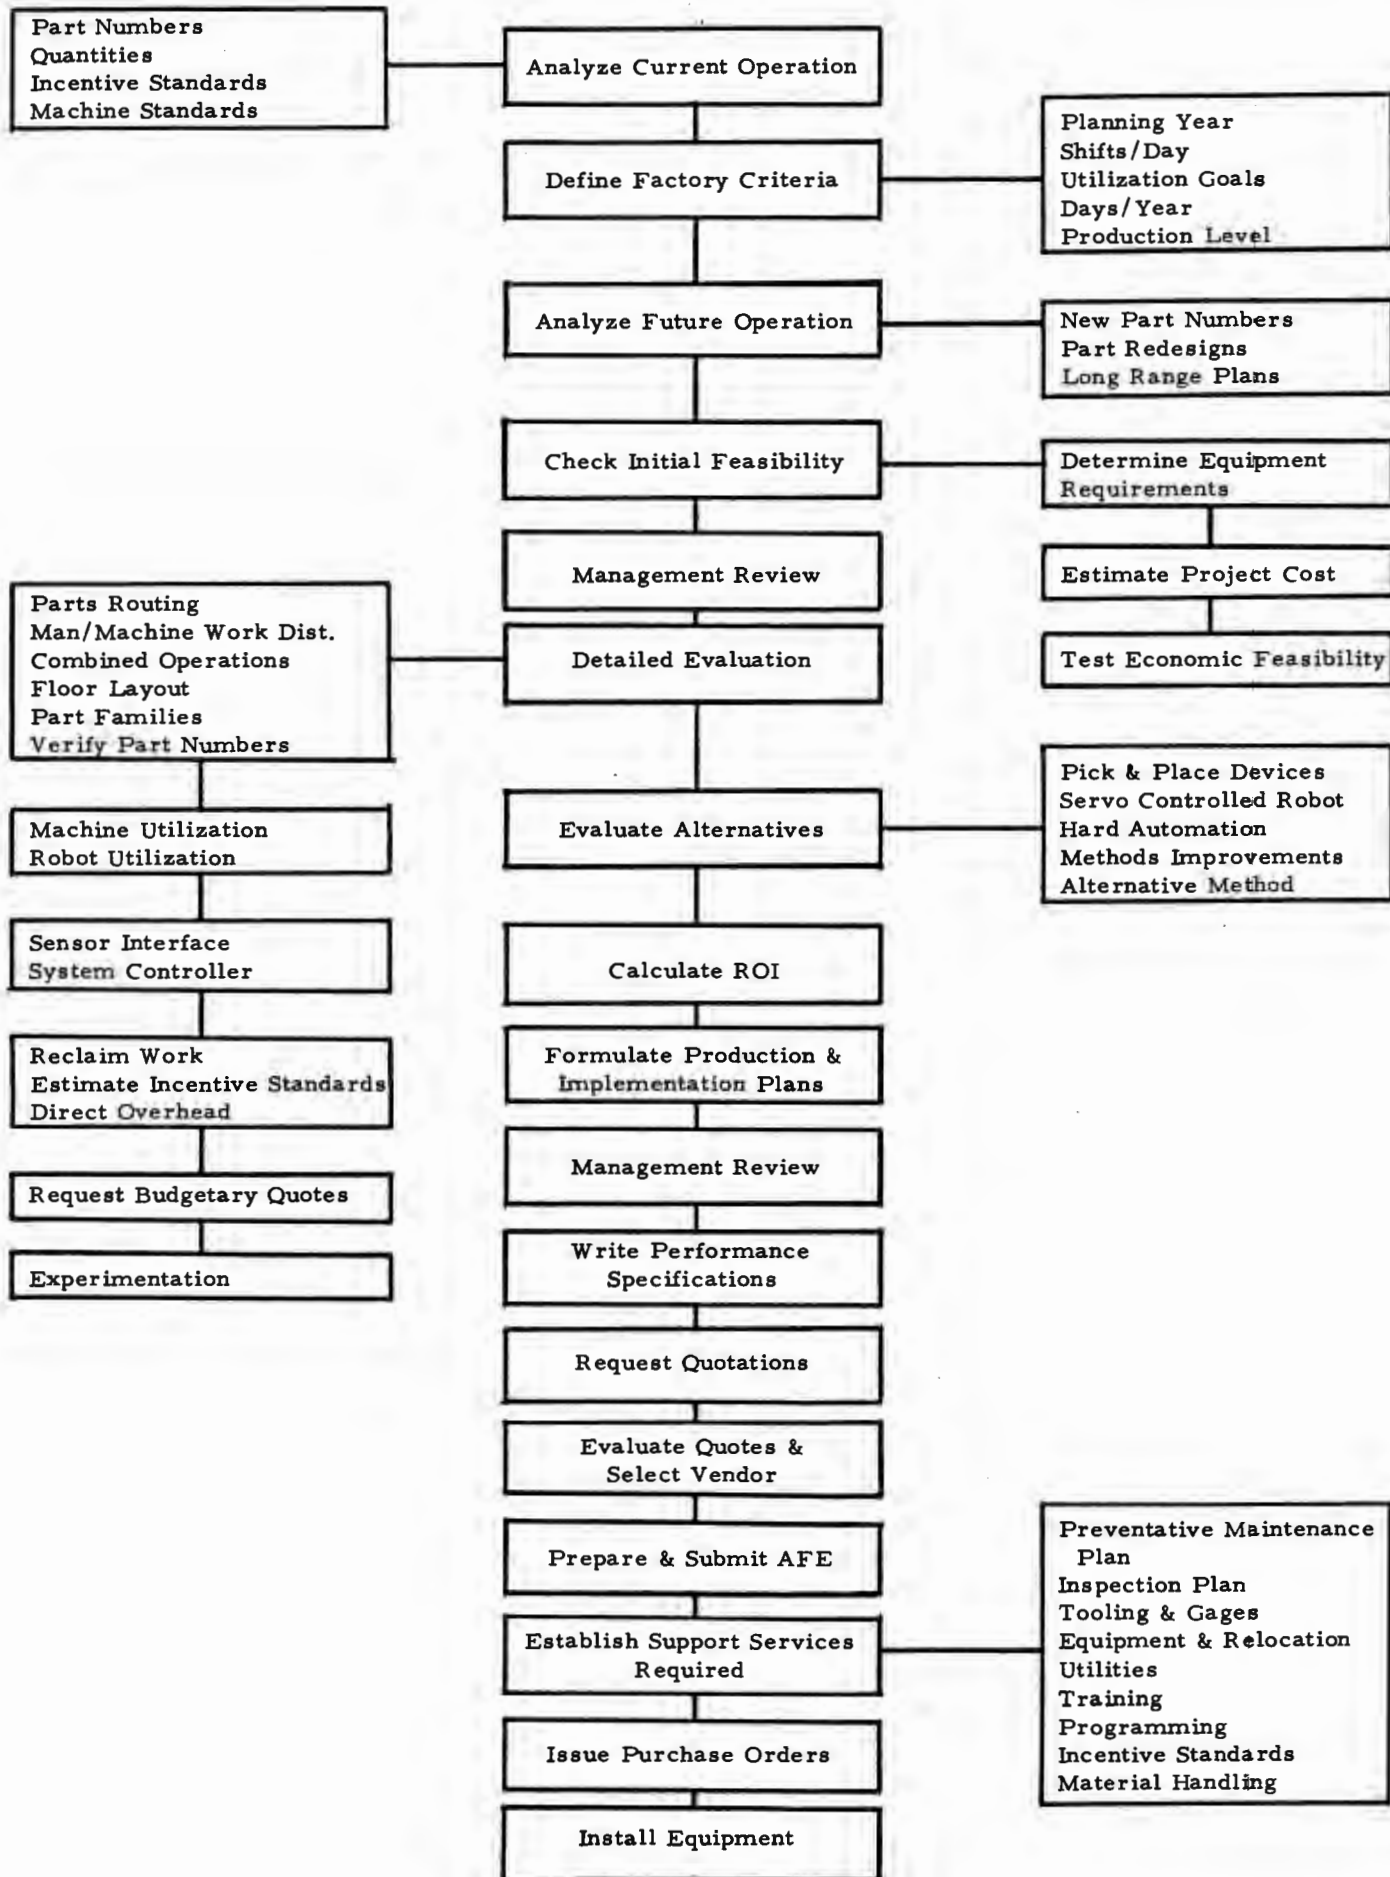 Part Numbers
Quantities
Incentive Standards
Machine Standards
Analyze Current Operation
Define Factory Criteria
Planning Year
Shifts/Day
Utilization Goals
Days/Year
Production Level
Analyze Future Operation
New Part Numbers
Part Redesigns
Long Range Plans
Check Initial Feasibility
Determine Equipment
Requirements
Estimate Project Cost
Test Economic Feasibility
Management Review
Detailed Evaluation
Parts Routing
Man/Machine Work Dist.
Combined Operations
Floor Layout
Part Families
Verify Part Numbers
Machine Utilization
Robot Utilization
Sensor Interface
System Controller
Reclaim Work
Estimate Incentive Standards
Direct Overhead
Request Budgetary Quotes
Experimentation
Evaluate Alternatives
Pick & Place Devices
Servo Controlled Robot
Hard Automation
Methods Improvements
Alternative Method
Calculate ROI
Formulate Production &
Implementation Plans
Management Review
Write Performance
Specifications
Request Quotations
Evaluate Quotes &
Select Vendor
Prepare & Submit AFE
Establish Support Services
Required
Preventative Maintenance
Plan
Inspection Plan
Tooling & Gages
Equipment & Relocation
Utilities
Training
Programming
Incentive Standards
Material Handling
Issue Purchase Orders
Install Equipment